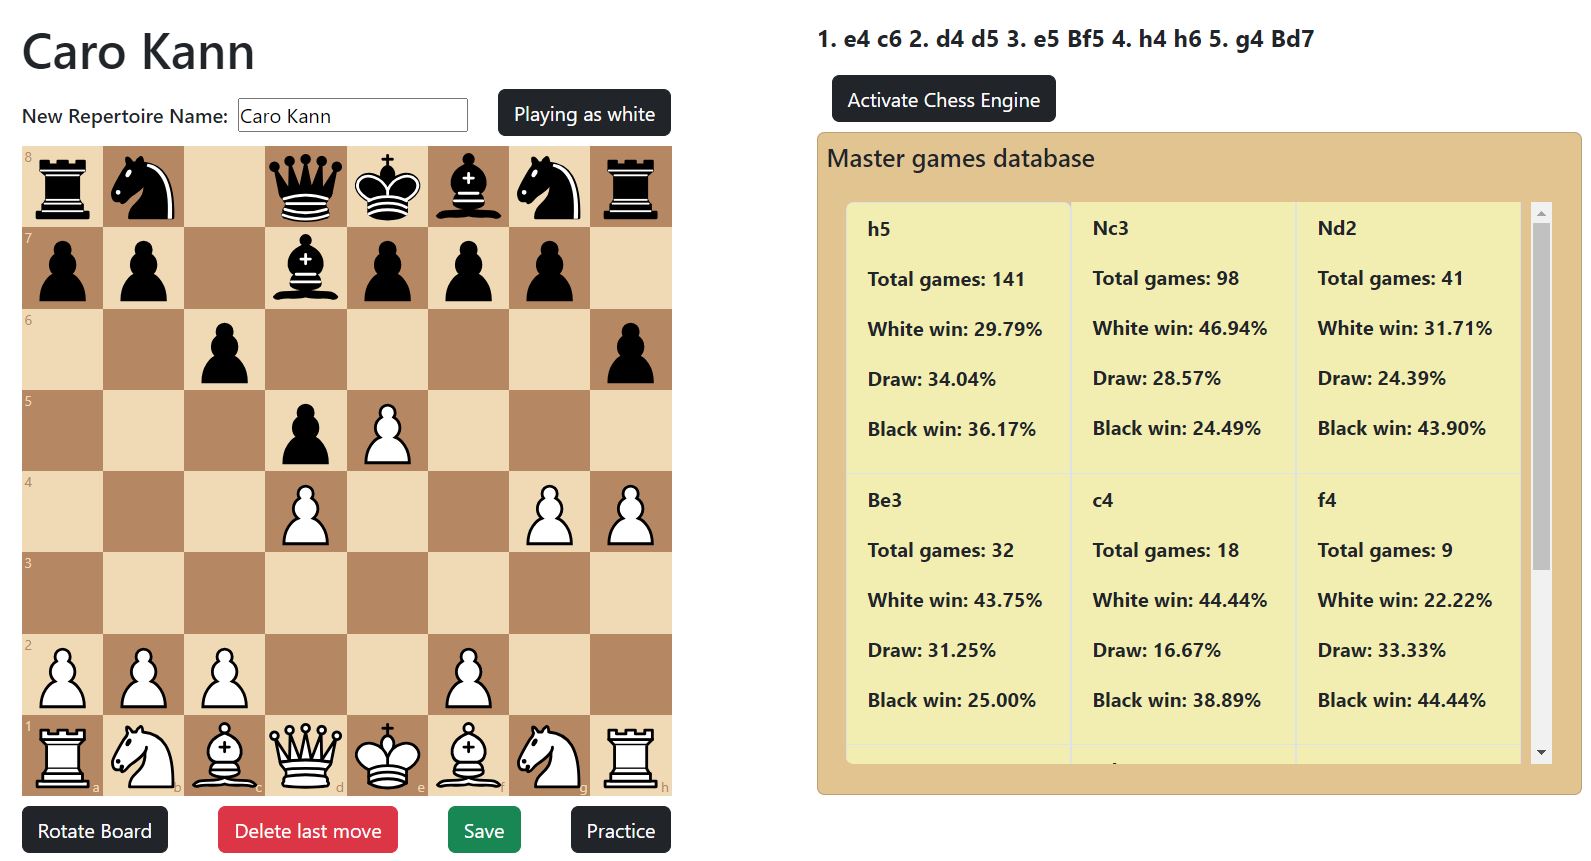 Caro Kann
New Repertoire Name: Caro Kann
Playing as white
8
7
6
5
4
3
2
1
a b c d e f g h
Rotate Board
Delete last move
Save
Practice
1. e4 c6 2. d4 d5 3. e5 Bf5 4. h4 h6 5. g4 Bd7
Activate Chess Engine
Master games database
h5
Total games: 141
White win: 29.79%
Draw: 34.04%
Black win: 36.17%
Nc3
Total games: 98
White win: 46.94%
Draw: 28.57%
Black win: 24.49%
Nd2
Total games: 41
White win: 31.71%
Draw: 24.39%
Black win: 43.90%
Be3
Total games: 32
White win: 43.75%
Draw: 31.25%
Black win: 25.00%
c4
Total games: 18
White win: 44.44%
Draw: 16.67%
Black win: 38.89%
f4
Total games: 9
White win: 22.22%
Draw: 33.33%
Black win: 44.44%